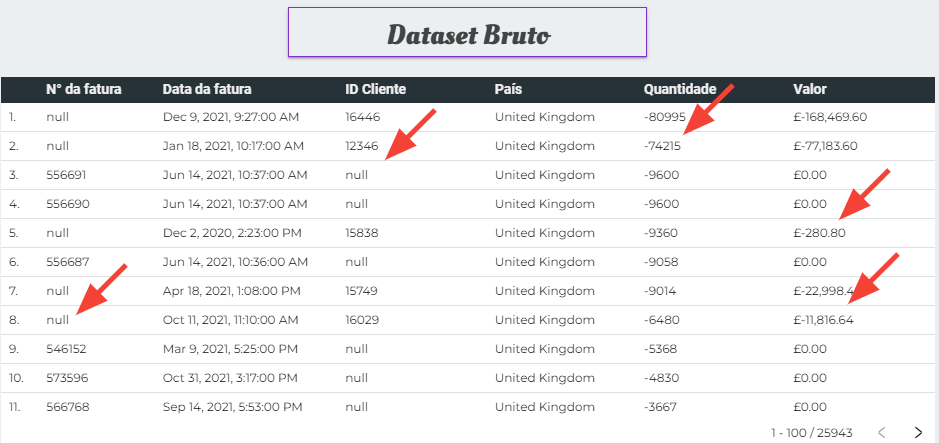 Dataset Bruto
N° da fatura Data da fatura ID Cliente País Quantidade Valor
1. null Dec 9, 2021, 9:27:00 AM 16446 United Kingdom -80995 £-168,469.60
2. null Jan 18, 2021, 10:17:00 AM 12346 United Kingdom -74215 £-77,183.60
3. 556691 Jun 14, 2021, 10:37:00 AM null United Kingdom -9600 £0.00
4. 556690 Jun 14, 2021, 10:37:00 AM null United Kingdom -9600 £0.00
5. null Dec 2, 2020, 2:23:00 PM 15838 United Kingdom -9360 £-280.80
6. 556687 Jun 14, 2021, 10:36:00 AM null United Kingdom -9058 £0.00
7. null Apr 18, 2021, 1:08:00 PM 15749 United Kingdom -9014
8. null Oct 11, 2021, 11:10:00 AM 16029 United Kingdom -6480 £-11,816.64
9. 546152 Mar 9, 2021, 5:25:00 PM null United Kingdom -5368 £0.00
10. 573596 Oct 31, 2021, 3:17:00 PM null United Kingdom -4830 £0.00
11. 566768 Sep 14, 2021, 5:53:00 PM null United Kingdom -3667 £0.00
1 - 100 / 25943